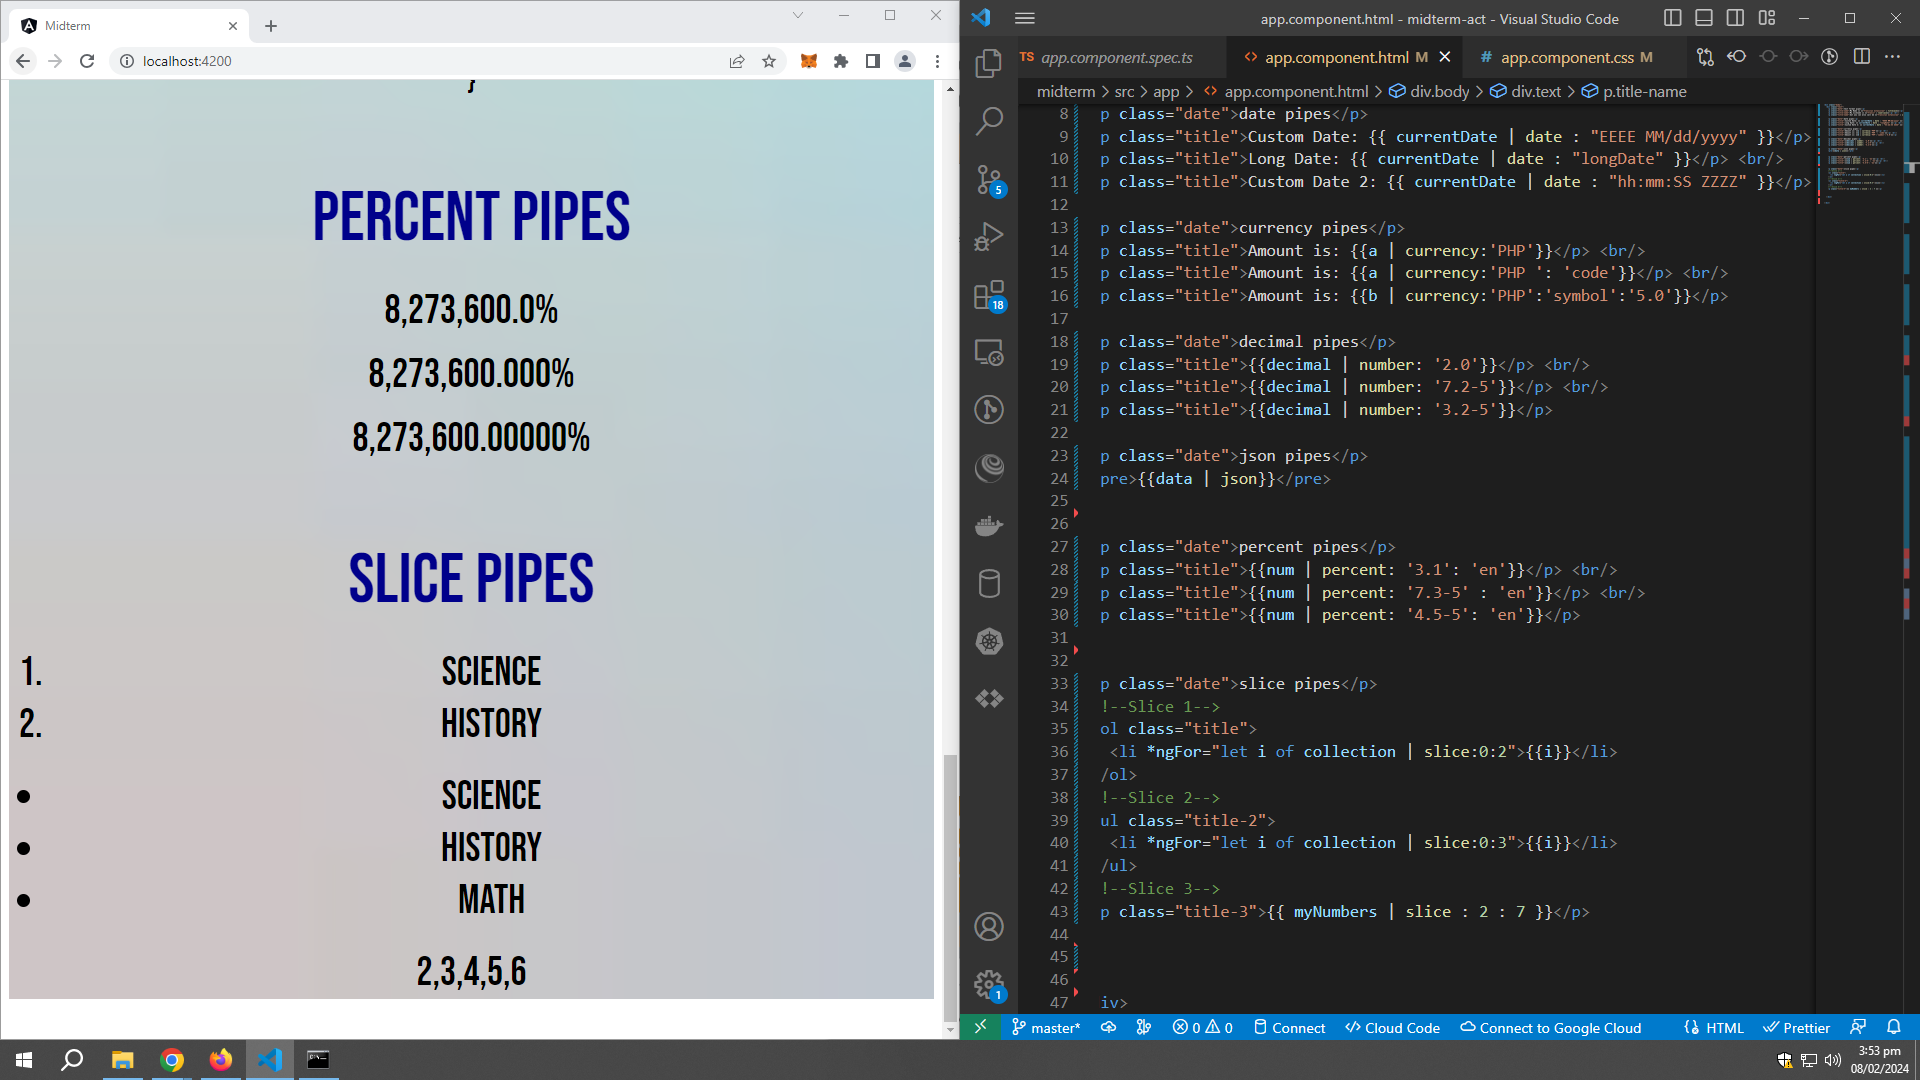 Midterm
localhost:4200
}
PERCENT PIPES
8,273,600.0%
8,273,600.000%
8,273,600.00000%
SLICE PIPES
1. SCIENCE
2. HISTORY
• SCIENCE
• HISTORY
• MATH
2,3,4,5,6
app.component.html - midterm-act - Visual Studio Code
TS app.component.spec.ts
<> app.component.html M
# app.component.css M
midterm > src > app > <> app.component.html > div.body > div.text > p.title-name
8 p class="date">date pipes</p>
9 p class="title">Custom Date: {{ currentDate | date : "EEEE MM/dd/yyyy" }}</p>
10 p class="title">Long Date: {{ currentDate | date : "longDate" }}</p> <br/>
11 p class="title">Custom Date 2: {{ currentDate | date : "hh:mm:SS ZZZZ" }}</p>
12
13 p class="date">currency pipes</p>
14 p class="title">Amount is: {{a | currency:'PHP'}}</p> <br/>
15 p class="title">Amount is: {{a | currency:'PHP ': 'code'}}</p> <br/>
16 p class="title">Amount is: {{b | currency:'PHP':'symbol':'5.0'}}</p>
17
18 p class="date">decimal pipes</p>
19 p class="title">{{decimal | number: '2.0'}}</p> <br/>
20 p class="title">{{decimal | number: '7.2-5'}}</p> <br/>
21 p class="title">{{decimal | number: '3.2-5'}}</p>
22
23 p class="date">json pipes</p>
24 pre>{{data | json}}</pre>
25
26
27 p class="date">percent pipes</p>
28 p class="title">{{num | percent: '3.1': 'en'}}</p> <br/>
29 p class="title">{{num | percent: '7.3-5' : 'en'}}</p> <br/>
30 p class="title">{{num | percent: '4.5-5': 'en'}}</p>
31
32
33 p class="date">slice pipes</p>
34 !--Slice 1-->
35 ol class="title">
36 <li *ngFor="let i of collection | slice:0:2">{{i}}</li>
37 /ol>
38 !--Slice 2-->
39 ul class="title-2">
40 <li *ngFor="let i of collection | slice:0:3">{{i}}</li>
41 /ul>
42 !--Slice 3-->
43 p class="title-3">{{ myNumbers | slice : 2 : 7 }}</p>
44
45
46
47 iv>
5
18
1
master* 0 0 Connect Cloud Code Connect to Google Cloud HTML Prettier
3:53 pm
08/02/2024